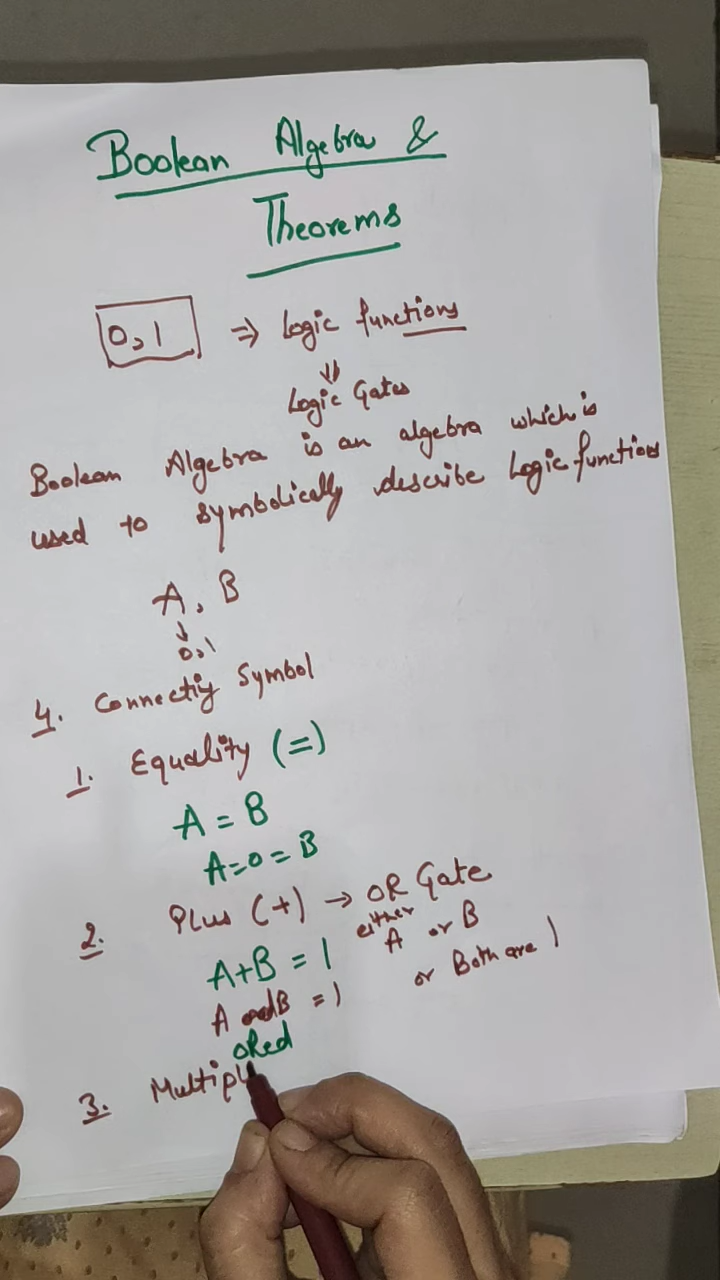 Boolean Algebra &
Theorems
0,1 ⇒ Logic functions
⇓
Logic Gates
Boolean Algebra is an algebra which is
used to symbolically describe Logic functions
A, B
↓
0,1
4. Connectig Symbol
1. Equality (=)
A = B
A=0=B
2. Plus (+) → OR Gate
either
A or B
A+B = 1
or Both are 1
A ored B = 1
ORed
3. Multipl